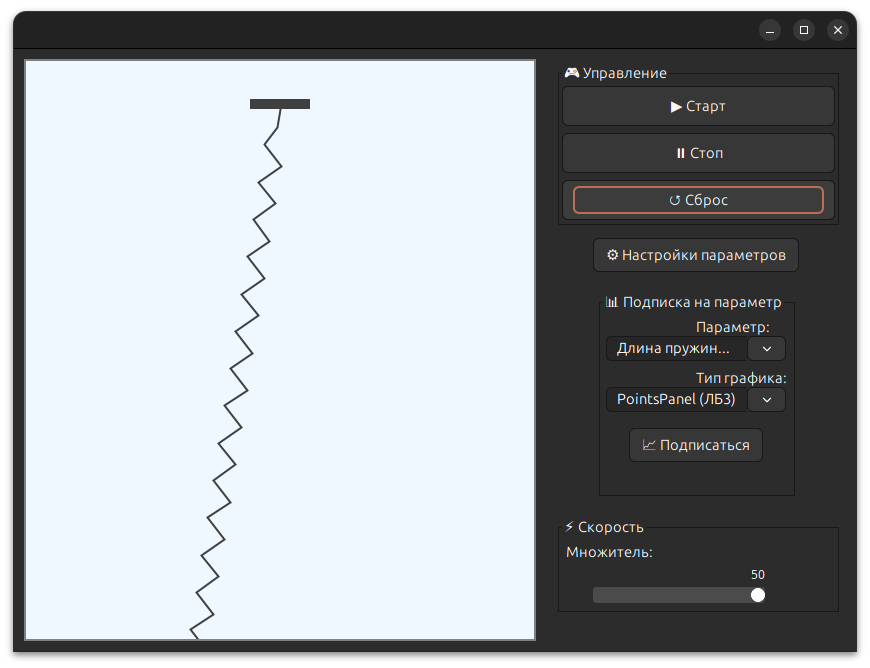 🎮 Управление
▶ Старт
⏸ Стоп
↺ Сброс
⚙ Настройки параметров
📊 Подписка на параметр
Параметр:
Длина пружин...
Тип графика:
PointsPanel (ЛБ3)
📈 Подписаться
⚡ Скорость
Множитель:
50